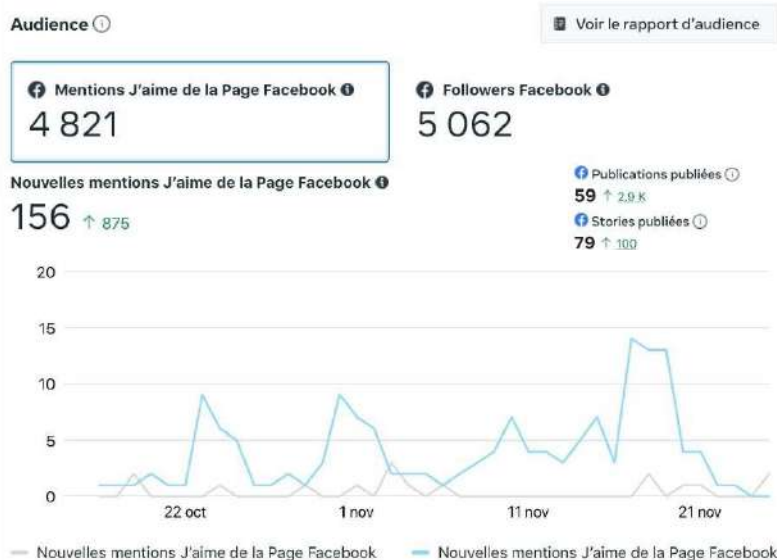 Audience
Voir le rapport d'audience
Mentions J'aime de la Page Facebook
4 821
Followers Facebook
5 062
Nouvelles mentions J'aime de la Page Facebook
156 ↑ 875
Publications publiées
59 ↑ 2,9 K
Stories publiées
79 ↑ 100
20
15
10
5
0
22 oct 1 nov 11 nov 21 nov
Nouvelles mentions J'aime de la Page Facebook
Nouvelles mentions J'aime de la Page Facebook